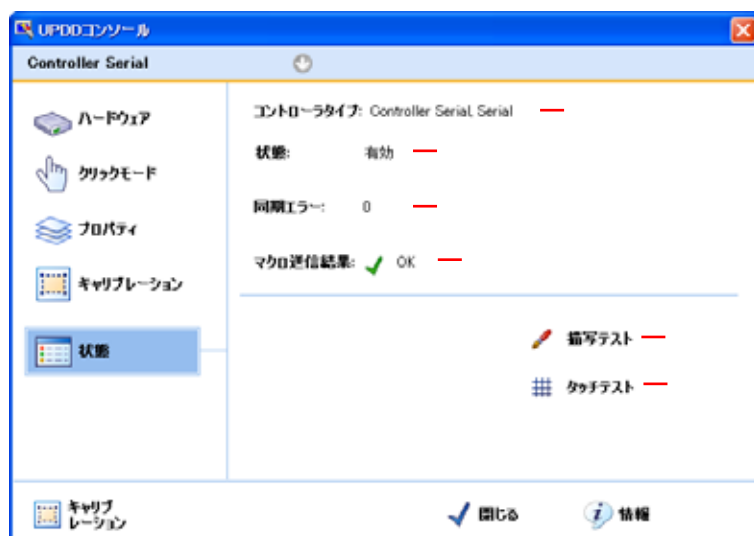 UPDDコンソール
Controller Serial
ハードウェア
クリックモード
プロパティ
キャリブレーション
状態
コントローラタイプ: Controller Serial, Serial
状態: 有効
同期エラー: 0
マクロ送信結果: OK
描写テスト
タッチテスト
キャリブ
レーション
閉じる
情報